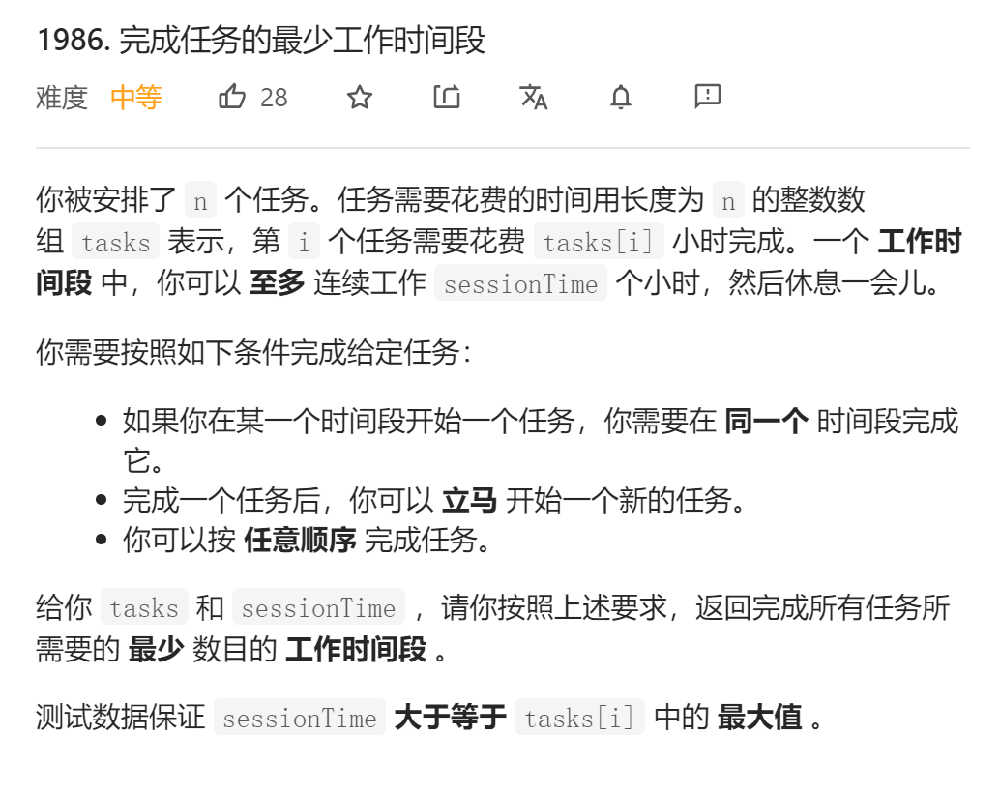 1986. 完成任务的最少工作时间段
难度 中等 28
你被安排了 n 个任务。任务需要花费的时间用长度为 n 的整数数
组 tasks 表示，第 i 个任务需要花费 tasks[i] 小时完成。一个 工作时
间段 中，你可以 至多 连续工作 sessionTime 个小时，然后休息一会儿。
你需要按照如下条件完成给定任务：
• 如果你在某一个时间段开始一个任务，你需要在 同一个 时间段完成
它。
• 完成一个任务后，你可以 立马 开始一个新的任务。
• 你可以按 任意顺序 完成任务。
给你 tasks 和 sessionTime ，请你按照上述要求，返回完成所有任务所
需要的 最少 数目的 工作时间段 。
测试数据保证 sessionTime 大于等于 tasks[i] 中的 最大值 。